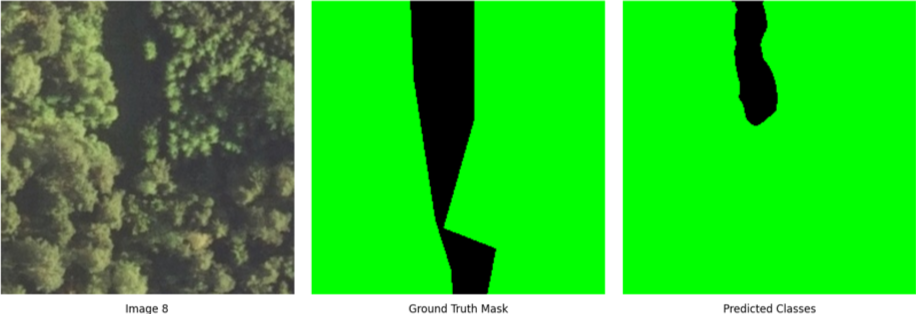 Image 8
Ground Truth Mask
Predicted Classes